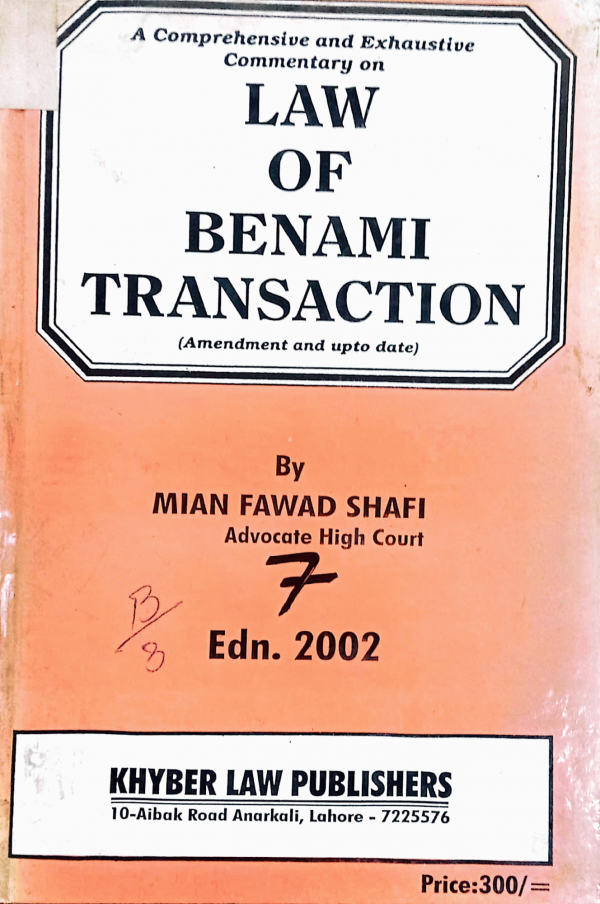 A Comprehensive and Exhaustive
Commentary on
LAW
OF
BENAMI
TRANSACTION
(Amendment and upto date)
By
MIAN FAWAD SHAFI
Advocate High Court
7
B/8
Edn. 2002
KHYBER LAW PUBLISHERS
10-Aibak Road Anarkali, Lahore - 7225576
Price:300/=